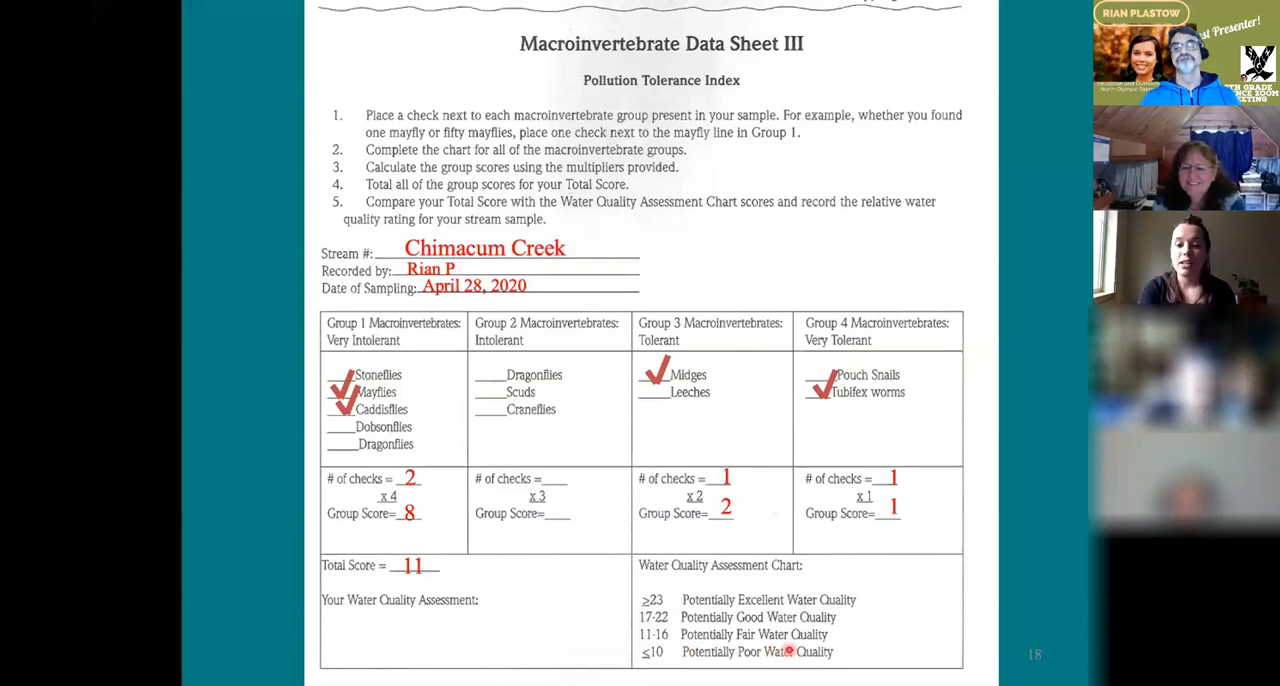 Macroinvertebrate Data Sheet III
Pollution Tolerance Index
1. Place a check next to each macroinvertebrate group present in your sample. For example, whether you found
one mayfly or fifty mayflies, place one check next to the mayfly line in Group 1.
2. Complete the chart for all of the macroinvertebrate groups.
3. Calculate the group scores using the multipliers provided.
4. Total all of the group scores for your Total Score.
5. Compare your Total Score with the Water Quality Assessment Chart scores and record the relative water
quality rating for your stream sample.
Stream #: Chimacum Creek
Recorded by: Rian P
Date of Sampling: April 28, 2020
Group 1 Macroinvertebrates:
Very Intolerant
Stoneflies
Mayflies
Caddisflies
Dobsonflies
Dragonflies
# of checks = 2
x 4
Group Score= 8
Group 2 Macroinvertebrates:
Intolerant
Dragonflies
Scuds
Craneflies
# of checks =
x 3
Group Score=
Group 3 Macroinvertebrates:
Tolerant
Midges
Leeches
# of checks = 1
x 2
Group Score= 2
Group 4 Macroinvertebrates:
Very Tolerant
Pouch Snails
Tubifex worms
# of checks = 1
x 1
Group Score= 1
Total Score = 11
Your Water Quality Assessment:
Water Quality Assessment Chart:
≥23 Potentially Excellent Water Quality
17-22 Potentially Good Water Quality
11-16 Potentially Fair Water Quality
≤10 Potentially Poor Water Quality
18
RIAN PLASTOW
Presenter!
North Olympic
GRADE
ZOOM